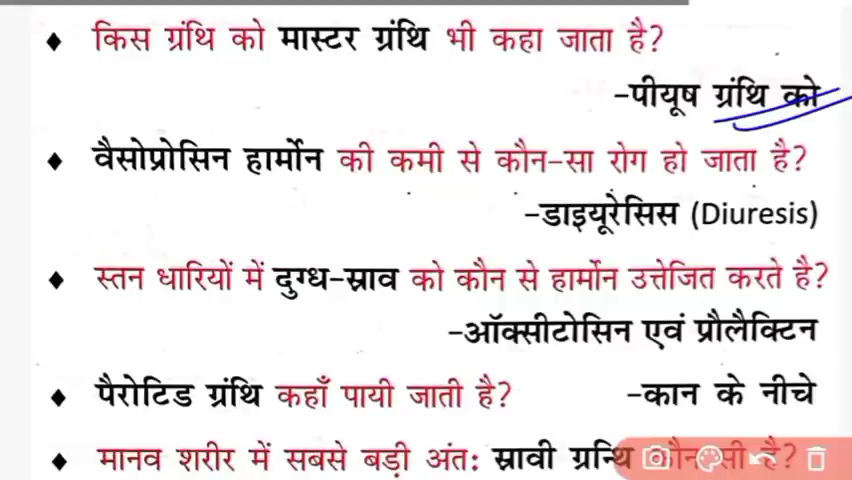 ♦ किस ग्रंथि को मास्टर ग्रंथि भी कहा जाता है?
-पीयूष ग्रंथि को
♦ वैसोप्रोसिन हार्मोन की कमी से कौन-सा रोग हो जाता है?
-डाइयूरेसिस (Diuresis)
♦ स्तन धारियों में दुग्ध-स्राव को कौन से हार्मोन उत्तेजित करते है?
-ऑक्सीटोसिन एवं प्रौलैक्टिन
♦ पैरोटिड ग्रंथि कहाँ पायी जाती है? -कान के नीचे
♦ मानव शरीर में सबसे बड़ी अंत: स्रावी ग्रन्थि कौन सी है?